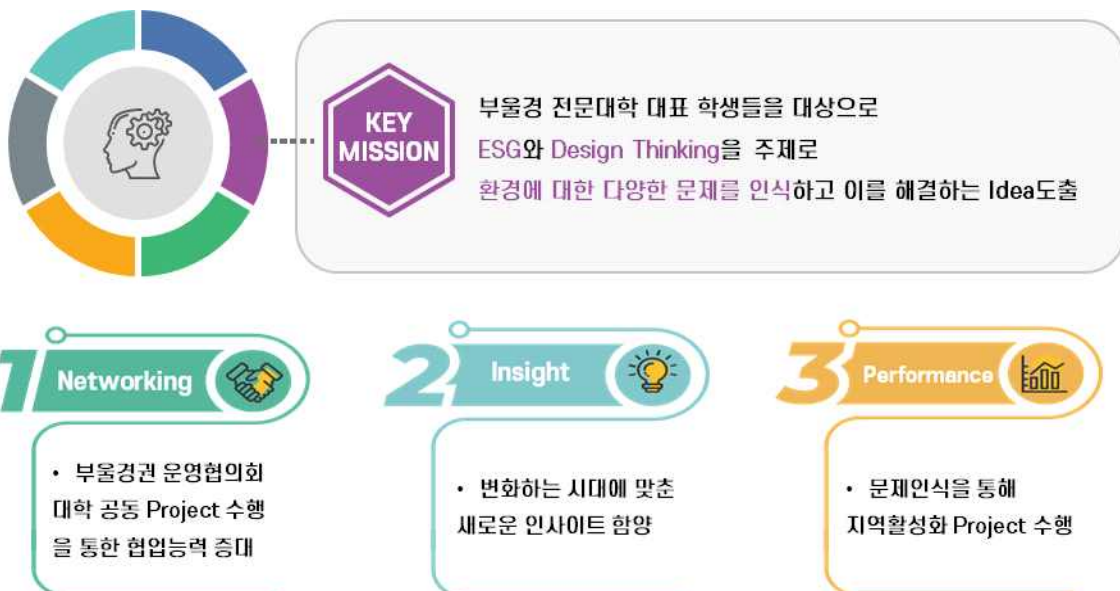 KEY
MISSION
부울경 전문대학 대표 학생들을 대상으로
ESG와 Design Thinking을 주제로
환경에 대한 다양한 문제를 인식하고 이를 해결하는 Idea도출
1 Networking
• 부울경권 운영협의회
대학 공동 Project 수행
을 통한 협업능력 증대
2 Insight
• 변화하는 시대에 맞춘
새로운 인사이트 함양
3 Performance
• 문제인식을 통해
지역활성화 Project 수행